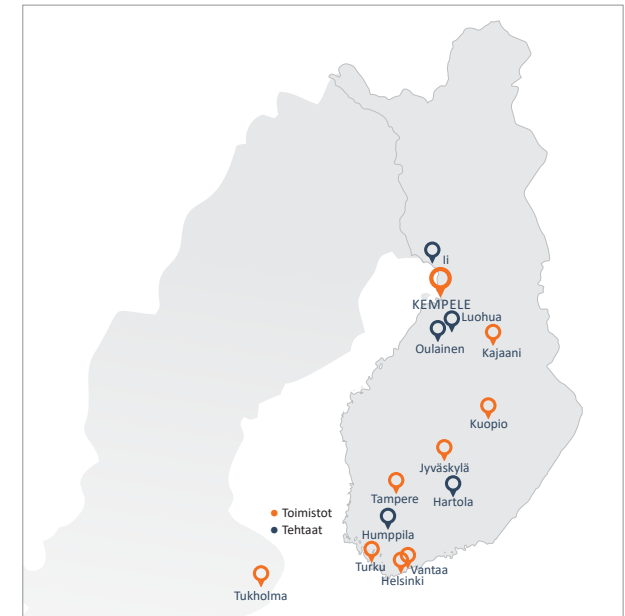 Ii
KEMPELE
Luohua
Oulainen
Kajaani
Kuopio
Jyväskylä
Tampere
Hartola
Toimistot
Tehtaat
Humppila
Turku
Vantaa
Helsinki
Tukholma